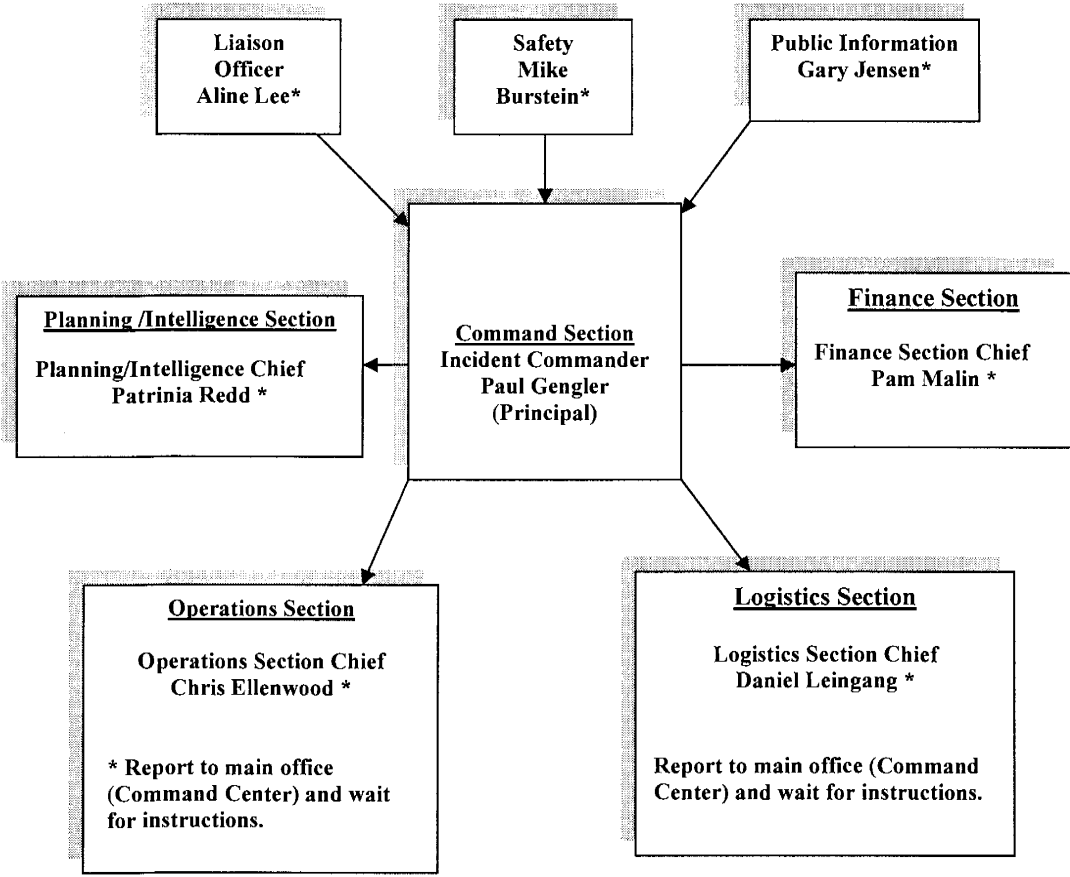 Liaison
Officer
Aline Lee*
Safety
Mike
Burstein*
Public Information
Gary Jensen*
Planning /Intelligence Section
Planning/Intelligence Chief
Patrinia Redd *
Command Section
Incident Commander
Paul Gengler
(Principal)
Finance Section
Finance Section Chief
Pam Malin *
Operations Section
Operations Section Chief
Chris Ellenwood *
* Report to main office
(Command Center) and wait
for instructions.
Logistics Section
Logistics Section Chief
Daniel Leingang *
Report to main office (Command
Center) and wait for instructions.